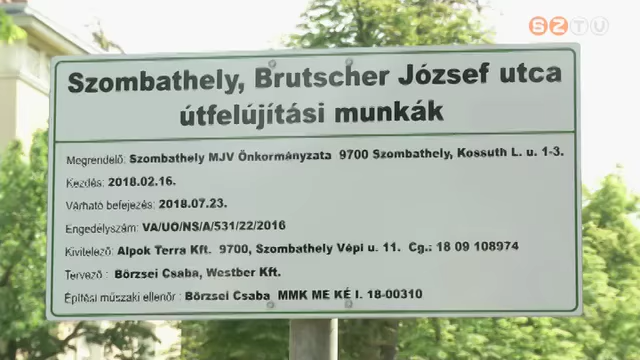 SZTV
Szombathely, Brutscher József utca
útfelújítási munkák
Megrendelő: Szombathely MJV Önkormányzata 9700 Szombathely, Kossuth L. u. 1-3.
Kezdés: 2018.02.16.
Várható befejezés: 2018.07.23.
Engedélyszám: VA/UO/NS/A/531/22/2016
Kivitelező: Alpok Terra Kft. 9700, Szombathely Vépi u. 11. Cg.: 18 09 108974
Tervező : Börzsei Csaba, Westber Kft.
Építési műszaki ellenőr : Börzsei Csaba MMK ME KÉ I. 18-00310